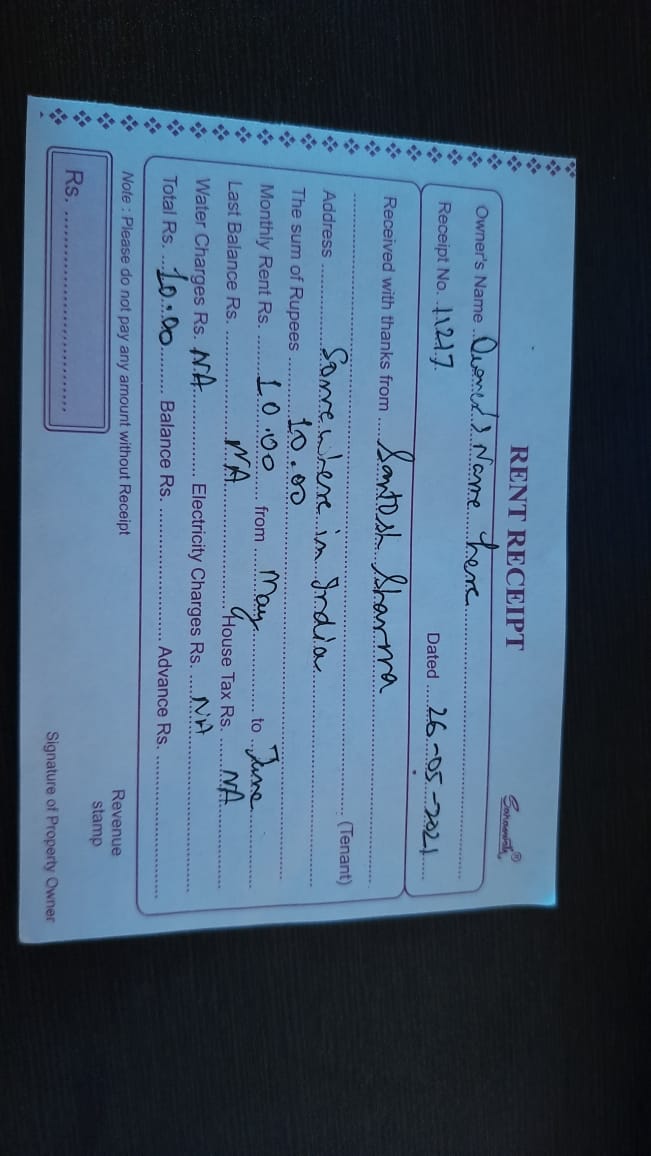 RENT RECEIPT
Saraswati®
Owner's Name Owner's Name here
Receipt No. 11217 Dated 26-05-2021
Received with thanks from Santosh Sharma
(Tenant)
Address Somewhere in India
The sum of Rupees 10.00
Monthly Rent Rs. 10.00 from May to June
Last Balance Rs. NA House Tax Rs. NA
Water Charges Rs. NA Electricity Charges Rs. NA
Total Rs. 10.00 Balance Rs. Advance Rs.
Note : Please do not pay any amount without Receipt
Revenue
stamp
Rs.
Signature of Property Owner